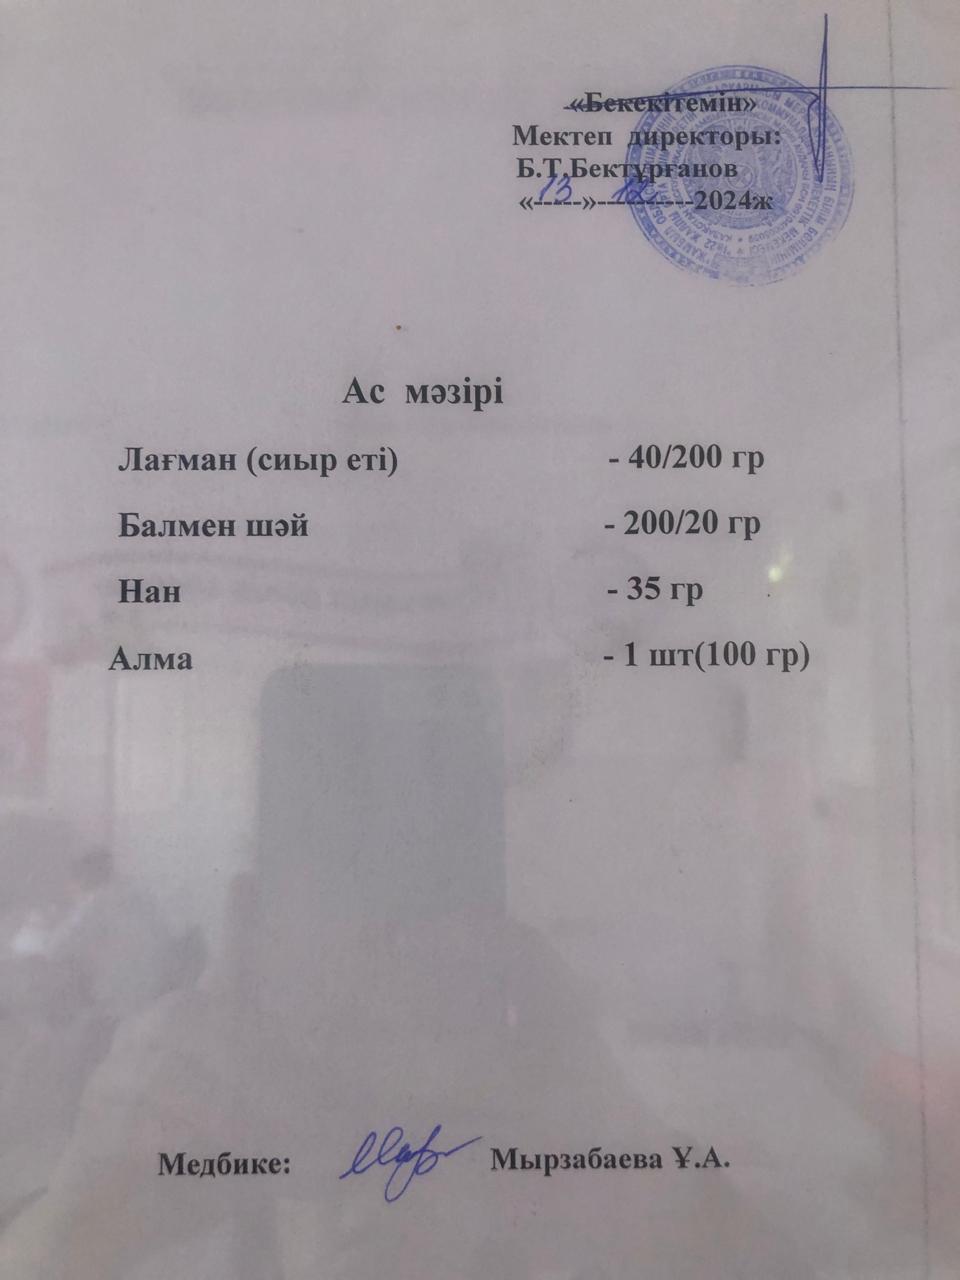 «Бекекітемін»
Мектеп директоры:
Б.Т.Бектұрғанов
«--13--»---12-------2024ж
Ас мәзірі
Лағман (сиыр еті) - 40/200 гр
Балмен шәй - 200/20 гр
Нан - 35 гр
Алма - 1 шт(100 гр)
Медбике: Мырзабаева Ұ.А.